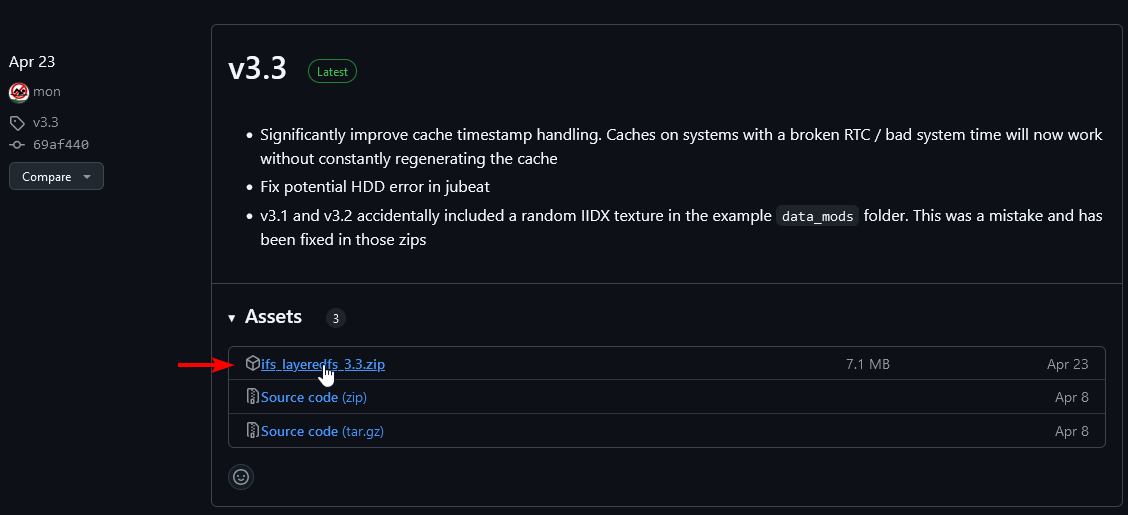 Apr 23
mon
v3.3
69af440
Compare
v3.3 Latest
Significantly improve cache timestamp handling. Caches on systems with a broken RTC / bad system time will now work
without constantly regenerating the cache
Fix potential HDD error in jubeat
v3.1 and v3.2 accidentally included a random IIDX texture in the example data_mods folder. This was a mistake and has
been fixed in those zips
Assets 3
ifs_layeredfs_3.3.zip 7.1 MB Apr 23
Source code (zip) Apr 8
Source code (tar.gz) Apr 8